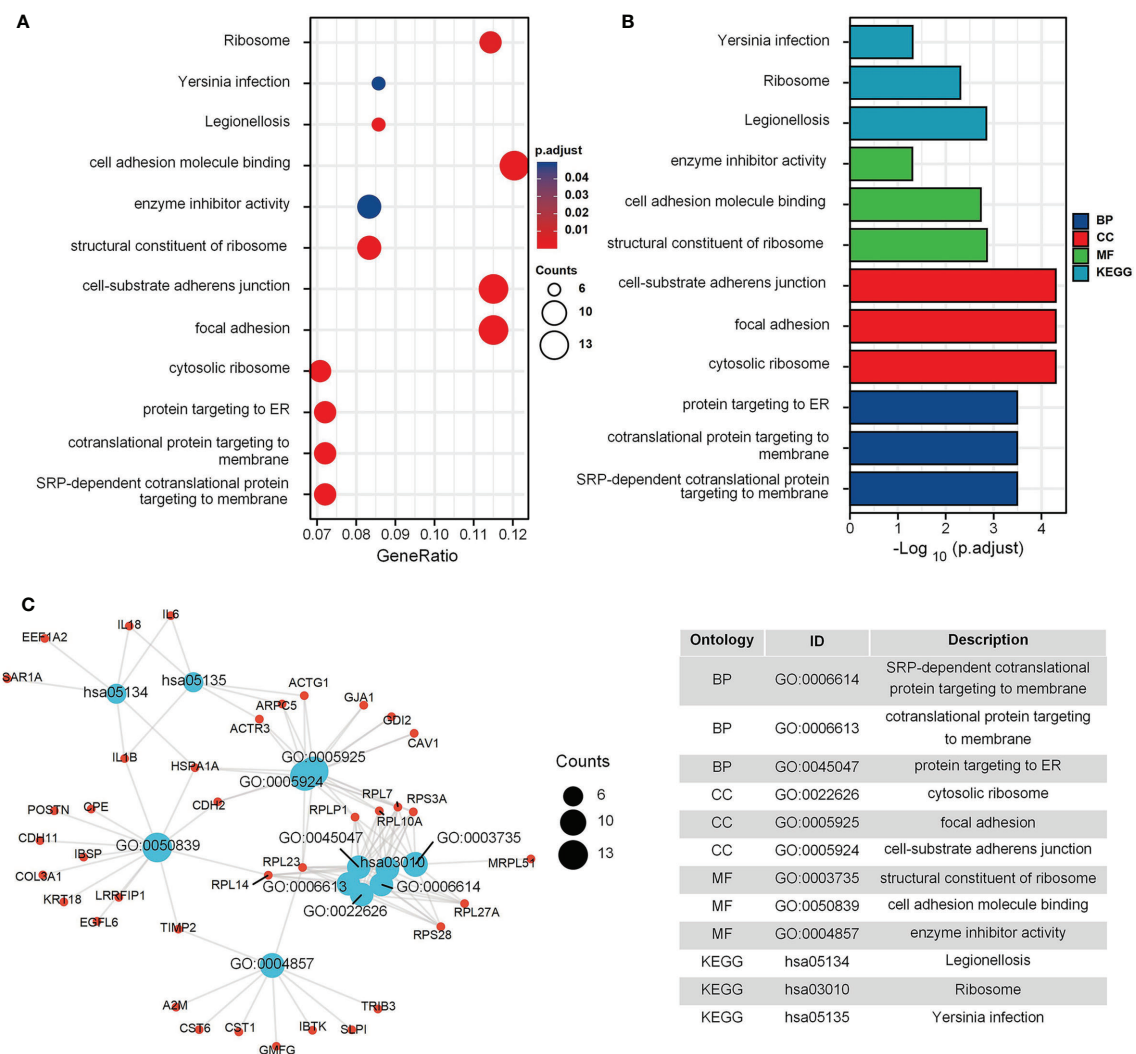 A
Ribosome
Yersinia infection
Legionellosis
cell adhesion molecule binding
enzyme inhibitor activity
structural constituent of ribosome
cell-substrate adherens junction
focal adhesion
cytosolic ribosome
protein targeting to ER
cotranslational protein targeting to
membrane
SRP-dependent cotranslational protein
targeting to membrane
0.07 0.08 0.09 0.10 0.11 0.12
GeneRatio
p.adjust
0.04
0.03
0.02
0.01
Counts
6
10
13
B
Yersinia infection
Ribosome
Legionellosis
enzyme inhibitor activity
cell adhesion molecule binding
structural constituent of ribosome
cell-substrate adherens junction
focal adhesion
cytosolic ribosome
protein targeting to ER
cotranslational protein targeting to
membrane
SRP-dependent cotranslational protein
targeting to membrane
0 1 2 3 4
-Log 10 (p.adjust)
BP
CC
MF
KEGG
C
IL6
IL18
EEF1A2
SAR1A
hsa05134
hsa05135
ACTG1
ARPC5
GJA1
ACTR3
GDI2
CAV1
IL1B
HSPA1A
GO:0005925
GO:0005924
CDH2
POSTN
CPE
RPL7
RPS3A
RPLP1
RPL10A
CDH11
IBSP
GO:0050839
GO:0045047
GO:0003735
hsa03010
MRPL51
RPL23
COL3A1
RPL14
GO:0006613
GO:0006614
KRT18
LRRFIP1
GO:0022626
RPL27A
EGFL6
TIMP2
RPS28
GO:0004857
A2M
TRIB3
CST6
CST1
IBTK
SLPI
GMFG
Counts
6
10
13
Ontology ID Description
BP GO:0006614 SRP-dependent cotranslational
protein targeting to membrane
BP GO:0006613 cotranslational protein targeting
to membrane
BP GO:0045047 protein targeting to ER
CC GO:0022626 cytosolic ribosome
CC GO:0005925 focal adhesion
CC GO:0005924 cell-substrate adherens junction
MF GO:0003735 structural constituent of ribosome
MF GO:0050839 cell adhesion molecule binding
MF GO:0004857 enzyme inhibitor activity
KEGG hsa05134 Legionellosis
KEGG hsa03010 Ribosome
KEGG hsa05135 Yersinia infection